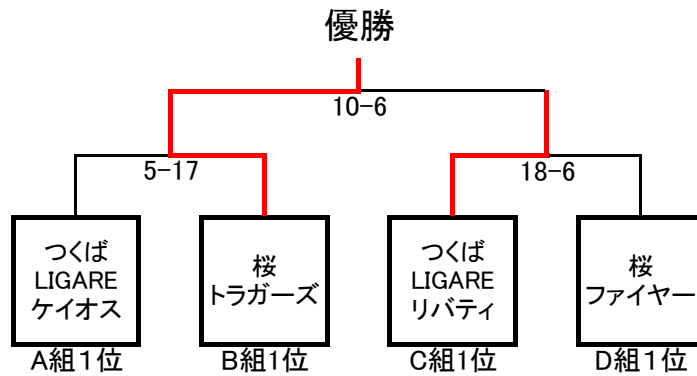 優勝
10-6
5-17
18-6
つくば
LIGARE
ケイオス
桜
トラガーズ
つくば
LIGARE
リバティ
桜
ファイヤー
A組１位
B組1位
C組1位
D組１位